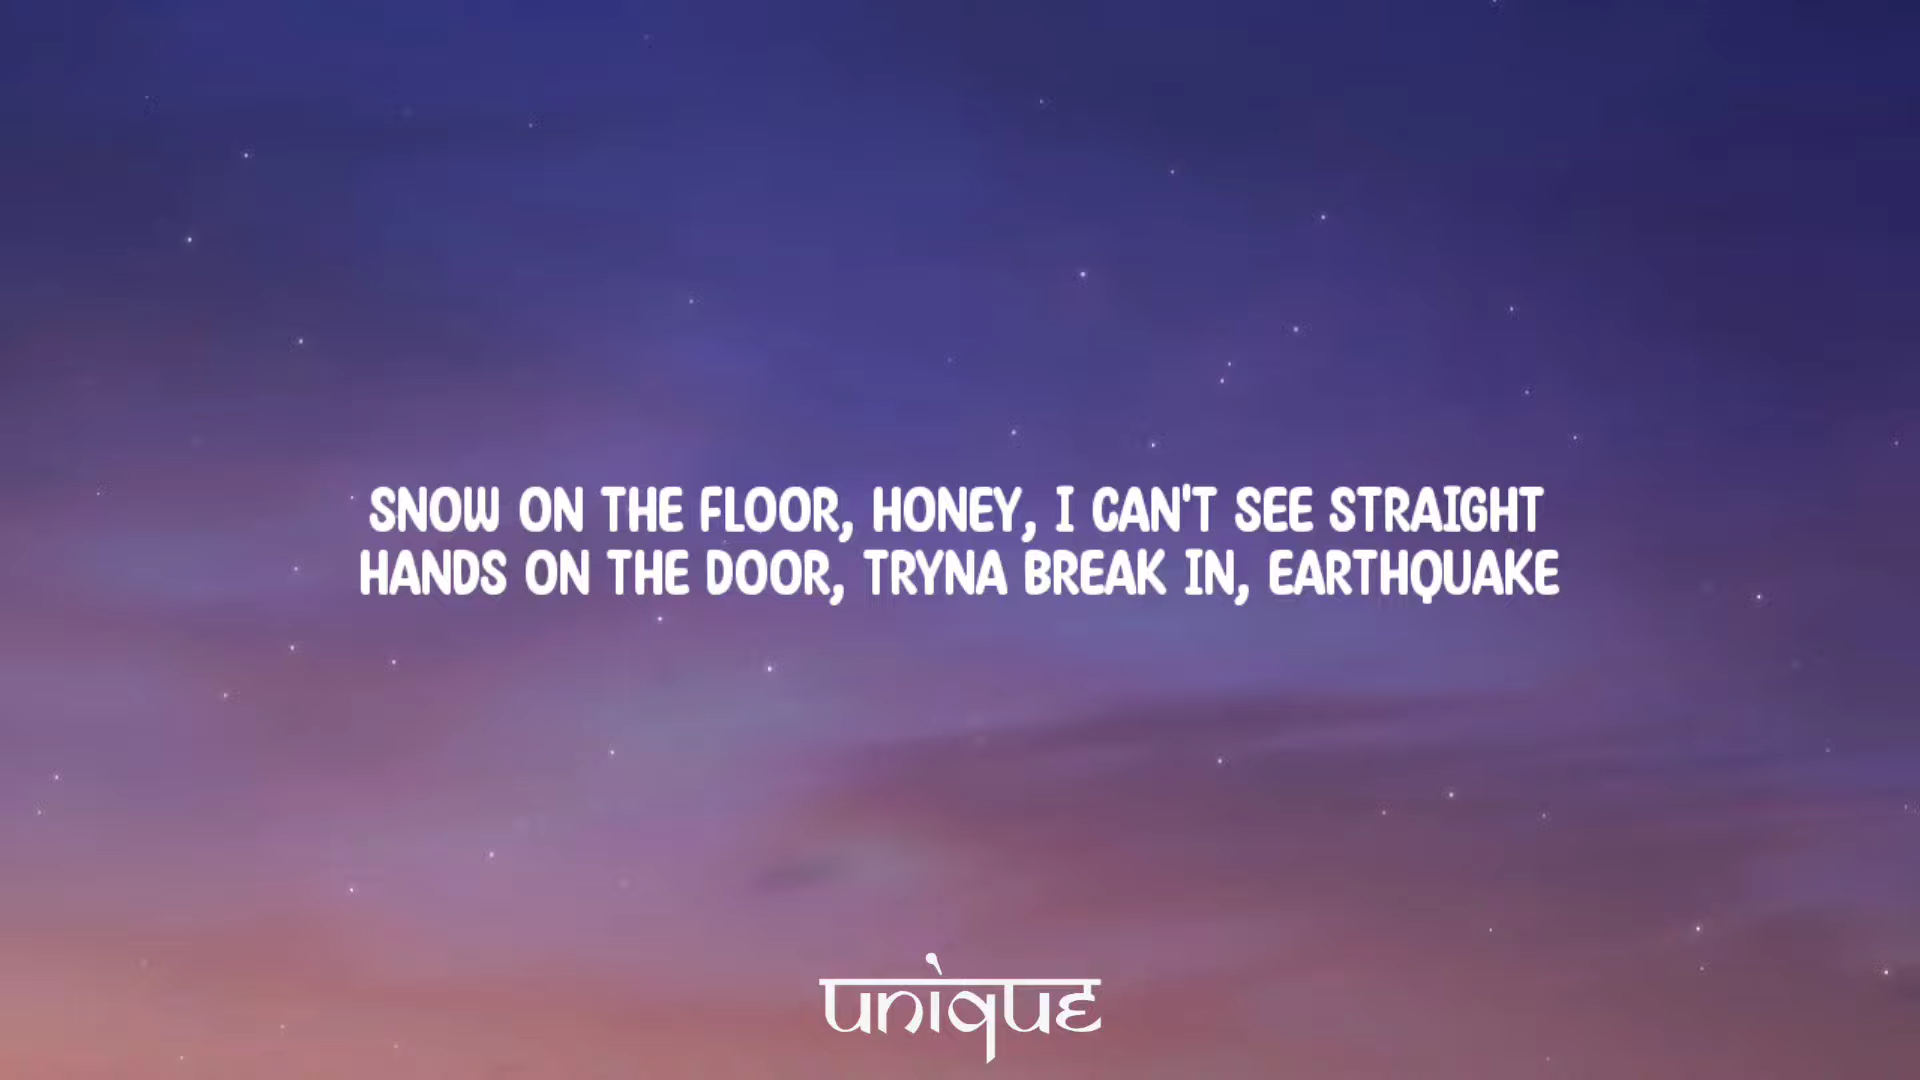 SNOW ON THE FLOOR, HONEY, I CAN'T SEE STRAIGHT
HANDS ON THE DOOR, TRYNA BREAK IN, EARTHQUAKE
unique